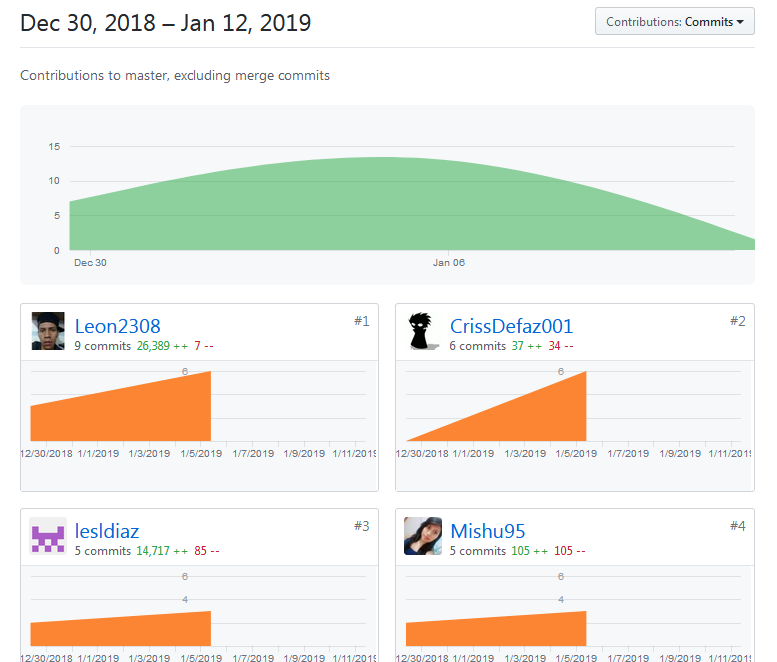 Dec 30, 2018 – Jan 12, 2019
Contributions: Commits
Contributions to master, excluding merge commits
15
10
5
0
Dec 30 Jan 06
Leon2308 #1
9 commits 26,389 ++ 7 --
6
12/30/2018 1/1/2019 1/3/2019 1/5/2019 1/7/2019 1/9/2019 1/11/2019
CrissDefaz001 #2
6 commits 37 ++ 34 --
6
12/30/2018 1/1/2019 1/3/2019 1/5/2019 1/7/2019 1/9/2019 1/11/2019
lesldiaz #3
5 commits 14,717 ++ 85 --
6
4
12/30/2018 1/1/2019 1/3/2019 1/5/2019 1/7/2019 1/9/2019 1/11/2019
Mishu95 #4
5 commits 105 ++ 105 --
6
4
12/30/2018 1/1/2019 1/3/2019 1/5/2019 1/7/2019 1/9/2019 1/11/2019